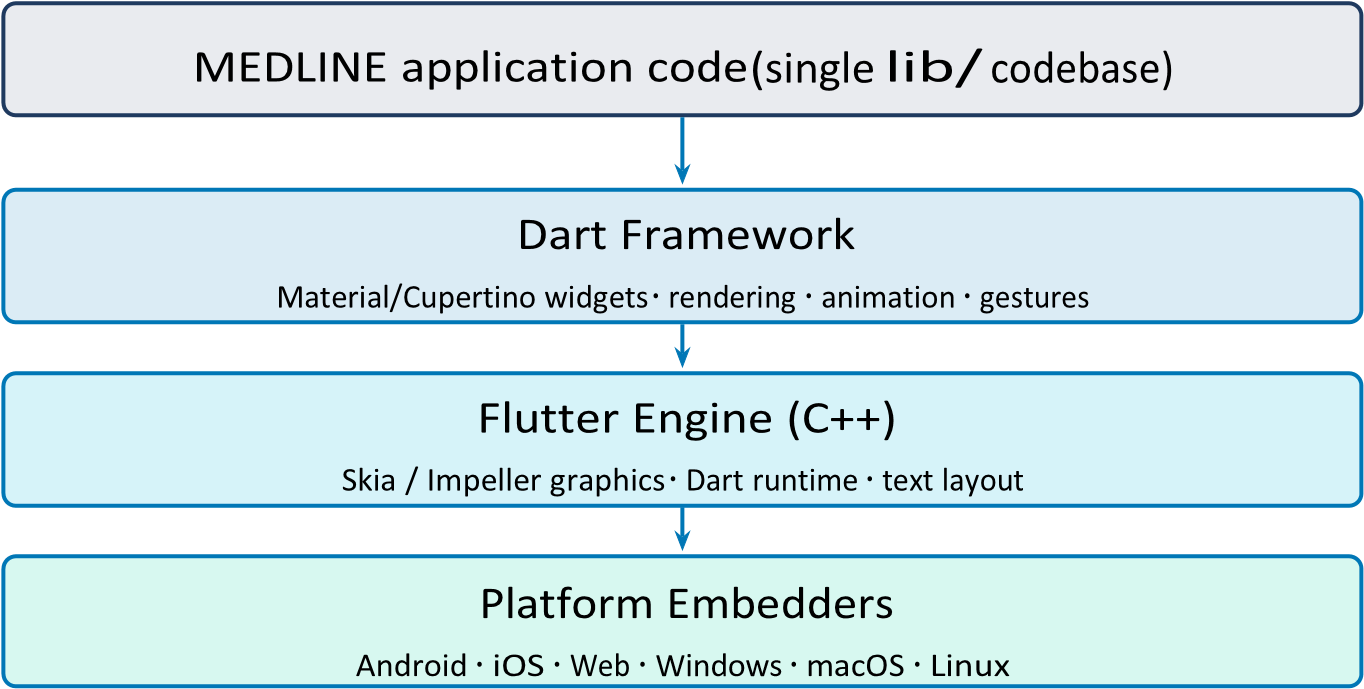 MEDLINE application code(single lib/ codebase)
Dart Framework
Material/Cupertino widgets· rendering · animation · gestures
Flutter Engine (C++)
Skia / Impeller graphics· Dart runtime · text layout
Platform Embedders
Android · iOS · Web · Windows · macOS · Linux